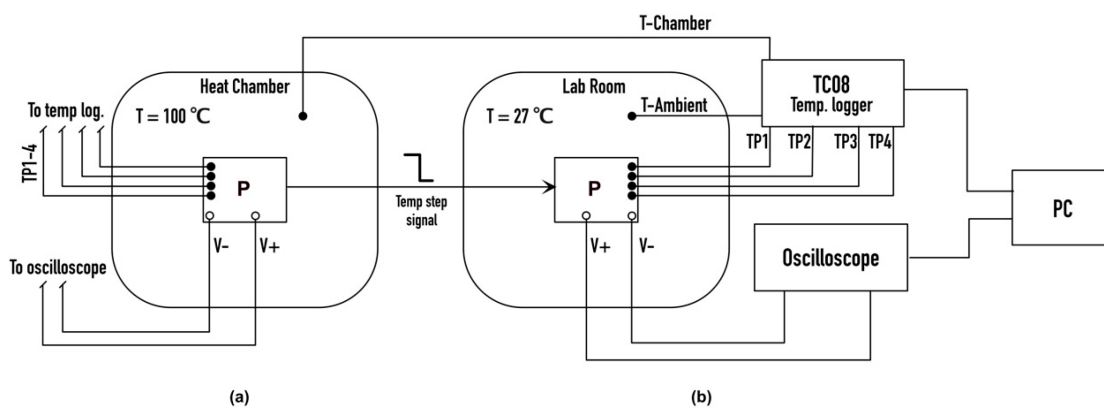 T-Chamber
Heat Chamber
Lab Room
TC08
Temp. logger
To temp log.
T = 100 ℃
T = 27 ℃
T-Ambient
TP1 TP2 TP3 TP4
TP1-4
P
P
Temp step
signal
PC
V- V+
V+ V-
Oscilloscope
To oscilloscope
(a)
(b)